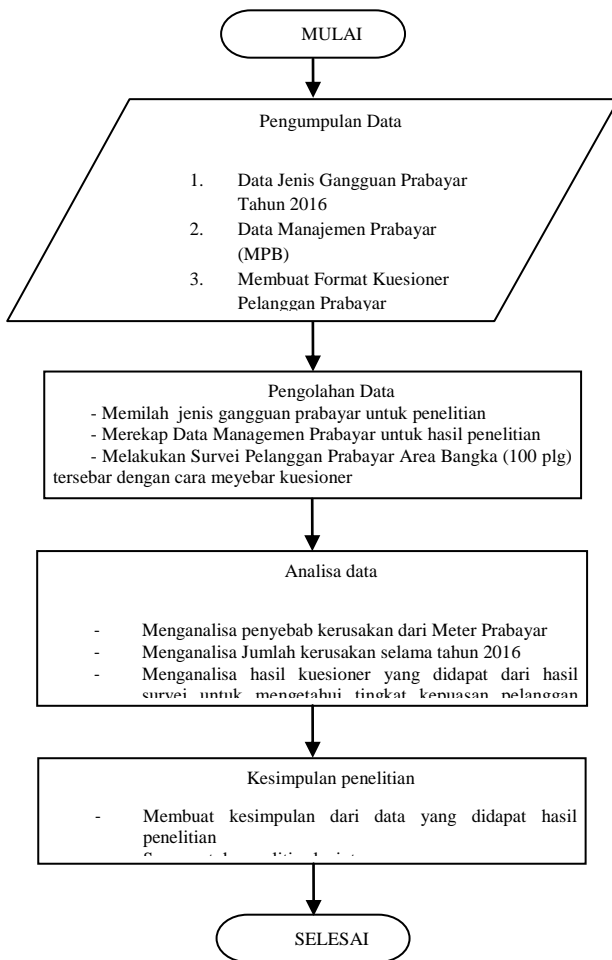 MULAI
Pengumpulan Data
1. Data Jenis Gangguan Prabayar
Tahun 2016
2. Data Manajemen Prabayar
(MPB)
3. Membuat Format Kuesioner
Pelanggan Prabayar
Pengolahan Data
- Memilah jenis gangguan prabayar untuk penelitian
- Merekap Data Managemen Prabayar untuk hasil penelitian
- Melakukan Survei Pelanggan Prabayar Area Bangka (100 plg)
tersebar dengan cara meyebar kuesioner
Analisa data
- Menganalisa penyebab kerusakan dari Meter Prabayar
- Menganalisa Jumlah kerusakan selama tahun 2016
- Menganalisa hasil kuesioner yang didapat dari hasil
survei untuk mengetahui tingkat kepuasan pelanggan
Kesimpulan penelitian
- Membuat kesimpulan dari data yang didapat hasil
penelitian
SELESAI